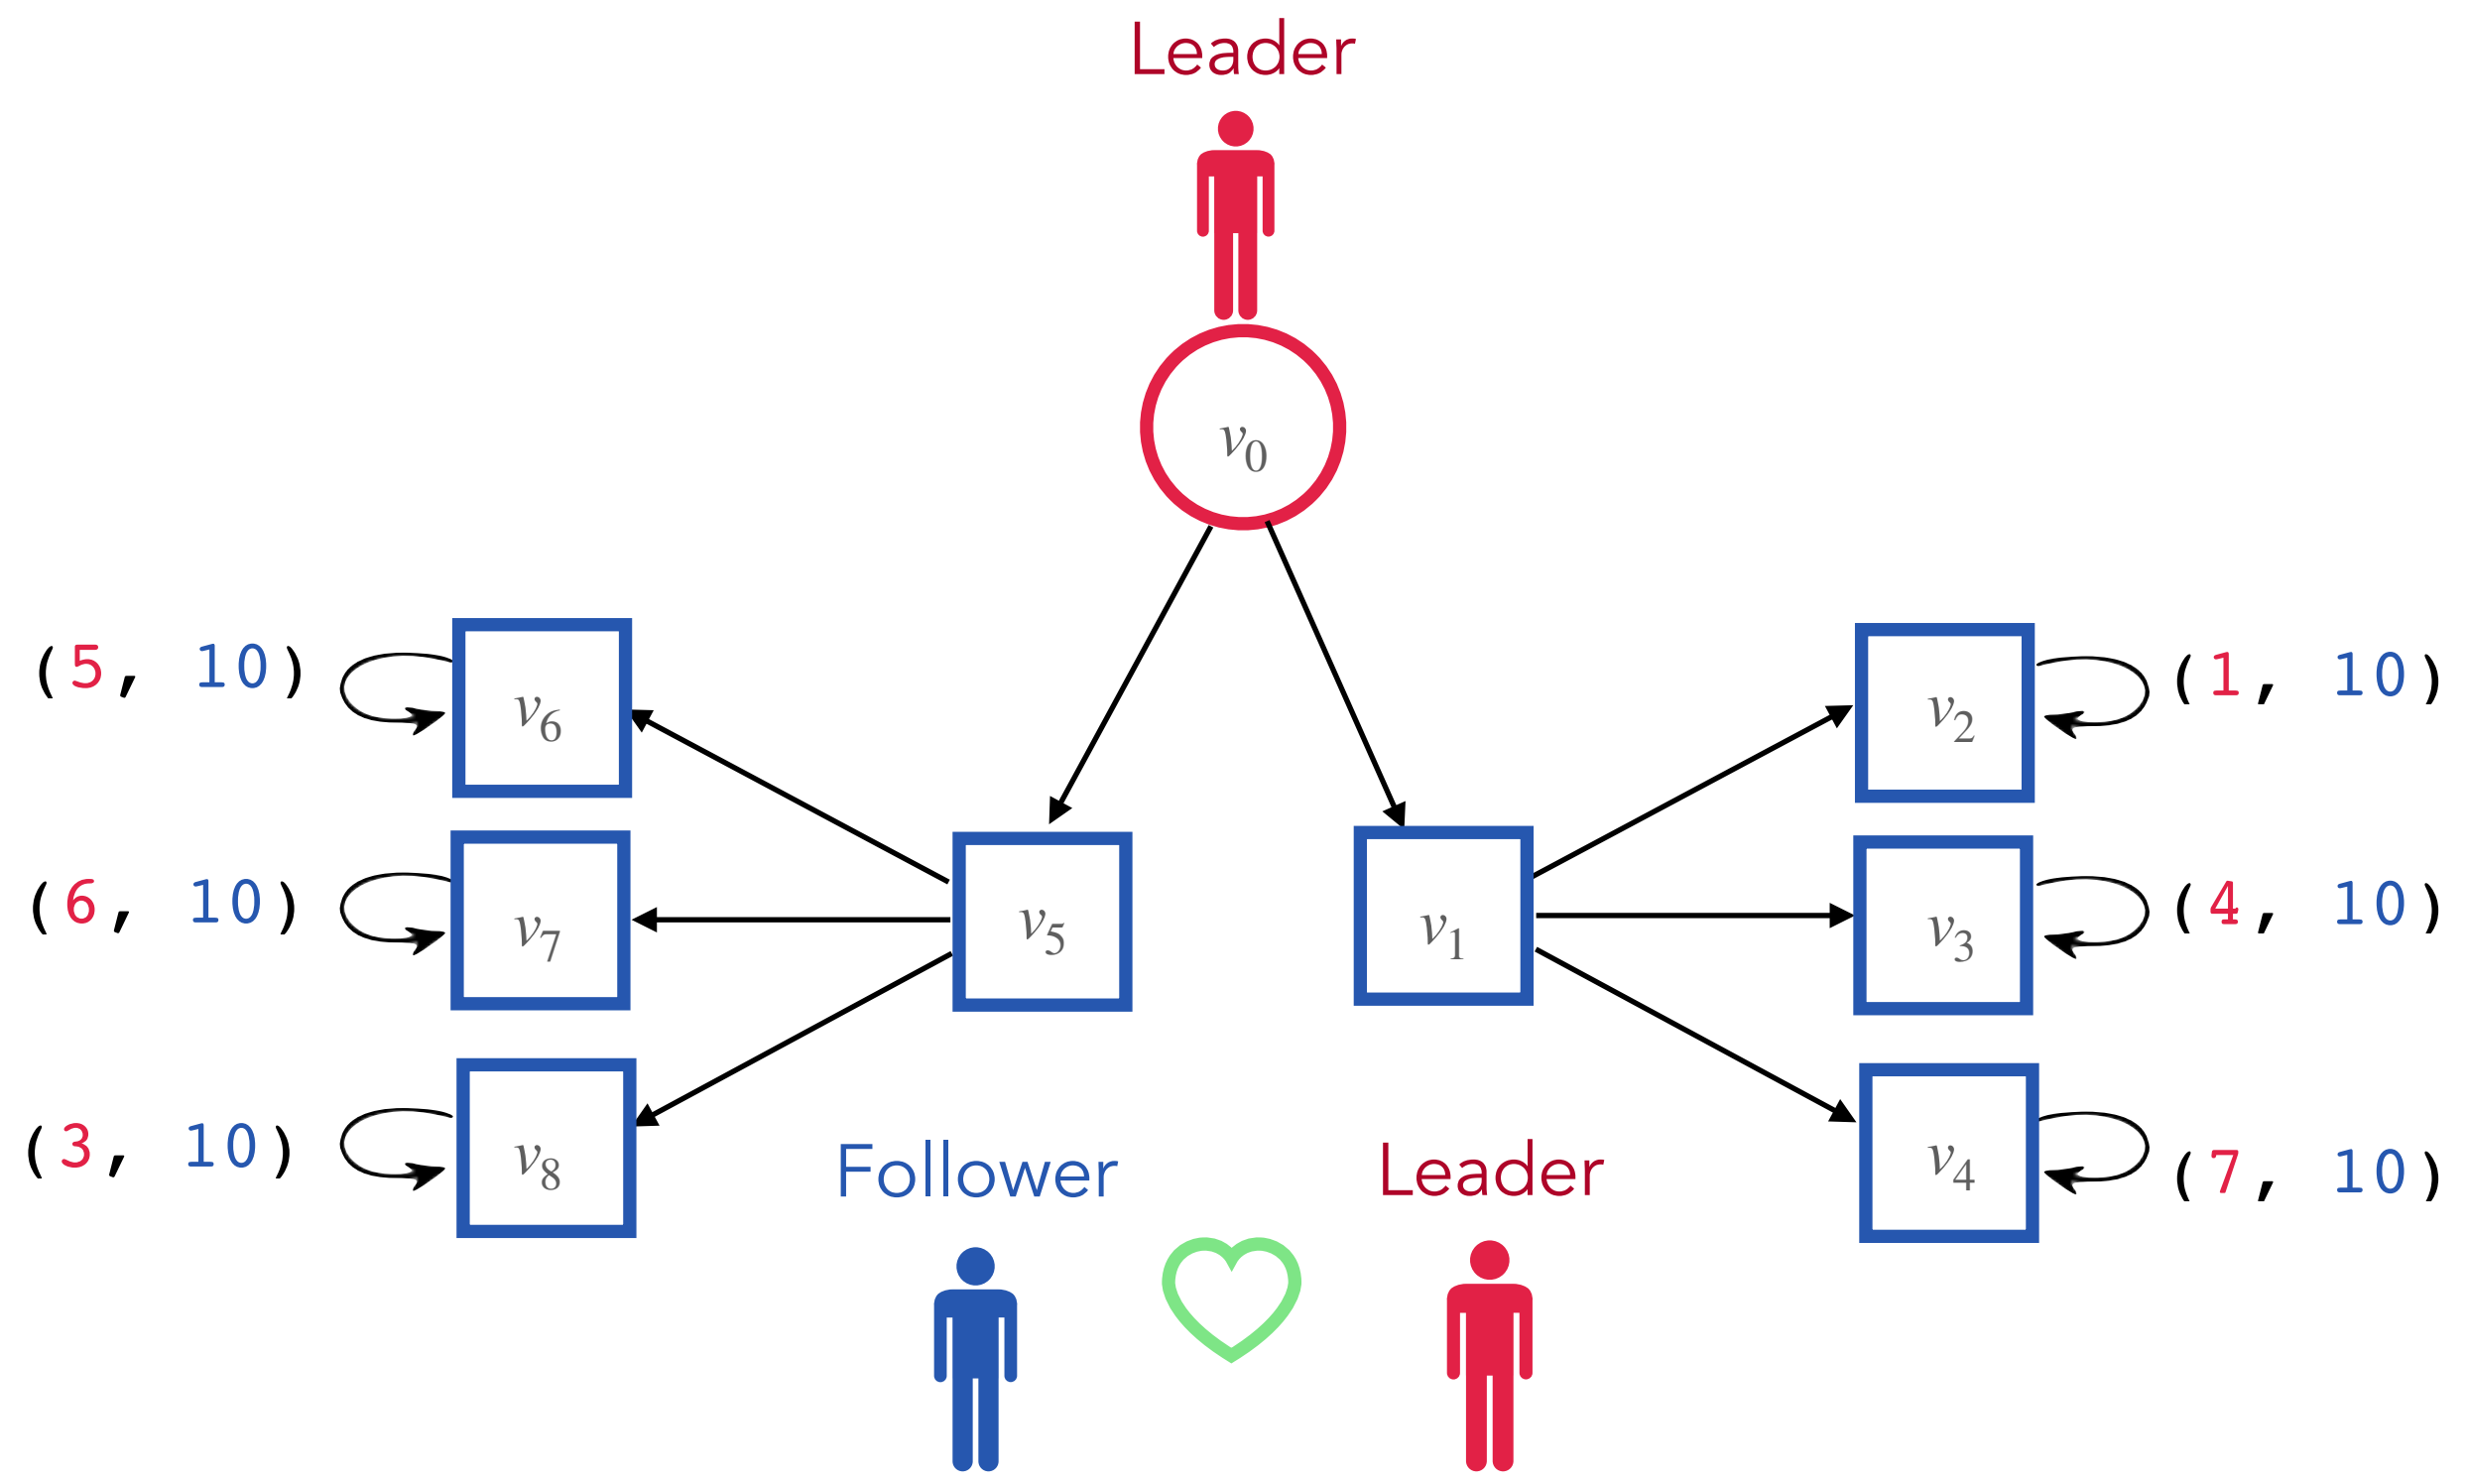 Leader
v0
(5, 10)
v6
v2
(1, 10)
(6, 10)
v7
v5
v1
v3
(4, 10)
(3, 10)
v8
Follower
Leader
v4
(7, 10)